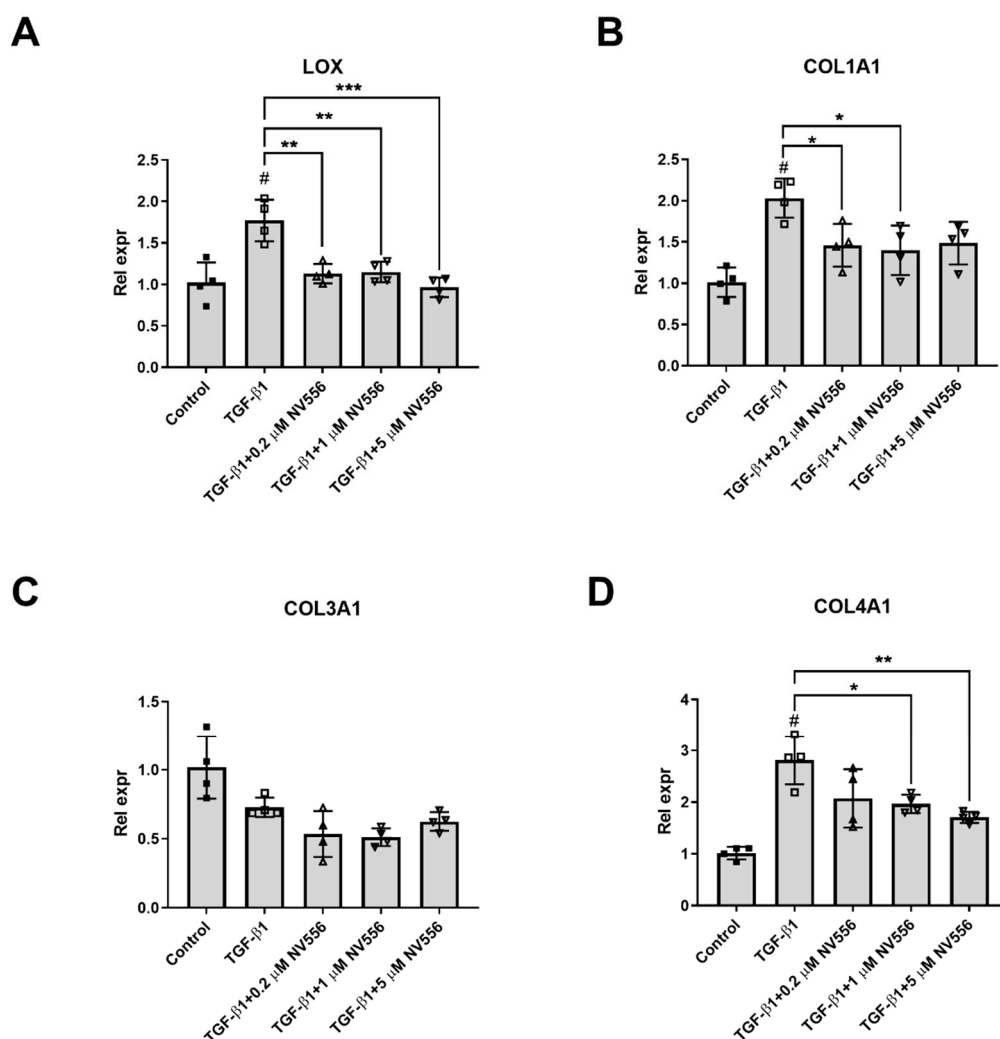 A
LOX
***
**
**
#
Rel expr
2.5
2.0
1.5
1.0
0.5
0.0
Control
TGF-β1
TGF-β1+0.2 μM NV556
TGF-β1+1 μM NV556
TGF-β1+5 μM NV556
B
COL1A1
*
*
#
Rel expr
2.5
2.0
1.5
1.0
0.5
0.0
Control
TGF-β1
TGF-β1+0.2 μM NV556
TGF-β1+1 μM NV556
TGF-β1+5 μM NV556
C
COL3A1
Rel expr
1.5
1.0
0.5
0.0
Control
TGF-β1
TGF-β1+0.2 μM NV556
TGF-β1+1 μM NV556
TGF-β1+5 μM NV556
D
COL4A1
**
*
#
Rel expr
4
3
2
1
0
Control
TGF-β1
TGF-β1+0.2 μM NV556
TGF-β1+1 μM NV556
TGF-β1+5 μM NV556